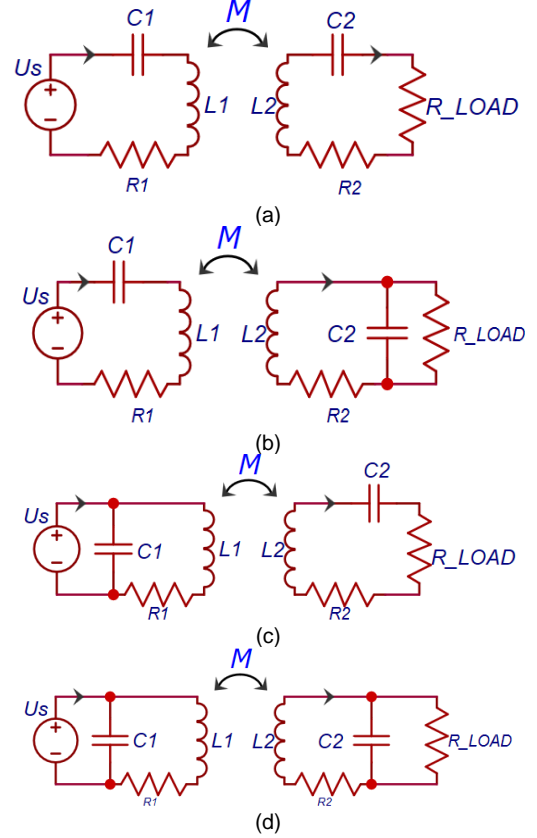 M
C1 C2
Us
+
−
L1 L2 R_LOAD
R1 R2
(a)
M
C1
Us
+
−
L1 L2 C2 R_LOAD
R1 R2
(b)
M
C2
Us
+
−
C1 L1 L2 R_LOAD
R1 R2
(c)
M
Us
+
−
C1 L1 L2 C2 R_LOAD
R1 R2
(d)